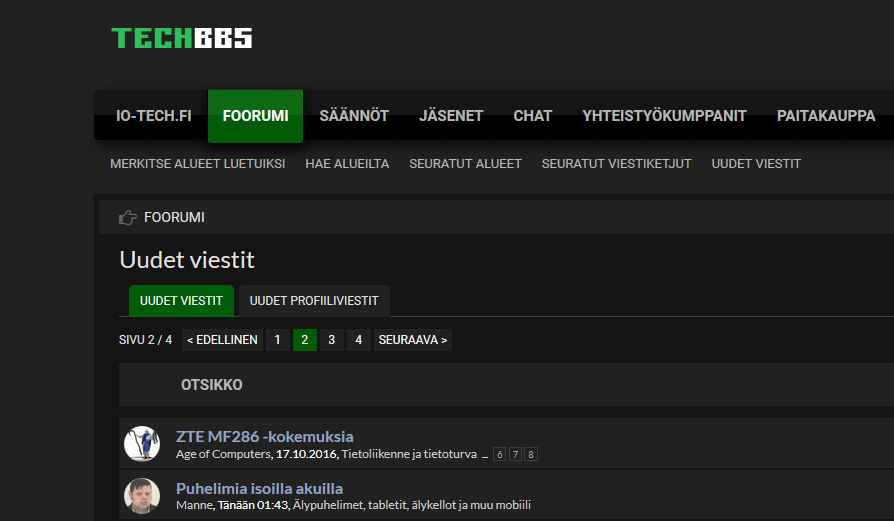 TECHBBS
IO-TECH.FI FOORUMI SÄÄNNÖT JÄSENET CHAT YHTEISTYÖKUMPPANIT PAITAKAUPPA
MERKITSE ALUEET LUETUIKSI HAE ALUEILTA SEURATUT ALUEET SEURATUT VIESTIKETJUT UUDET VIESTIT
FOORUMI
Uudet viestit
UUDET VIESTIT UUDET PROFIILIVIESTIT
SIVU 2 / 4 < EDELLINEN 1 2 3 4 SEURAAVA >
OTSIKKO
ZTE MF286 -kokemuksia
Age of Computers, 17.10.2016, Tietoliikenne ja tietoturva ... 6 7 8
Puhelimia isoilla akuilla
Manne, Tänään 01:43, Älypuhelimet, tabletit, älykellot ja muu mobiili